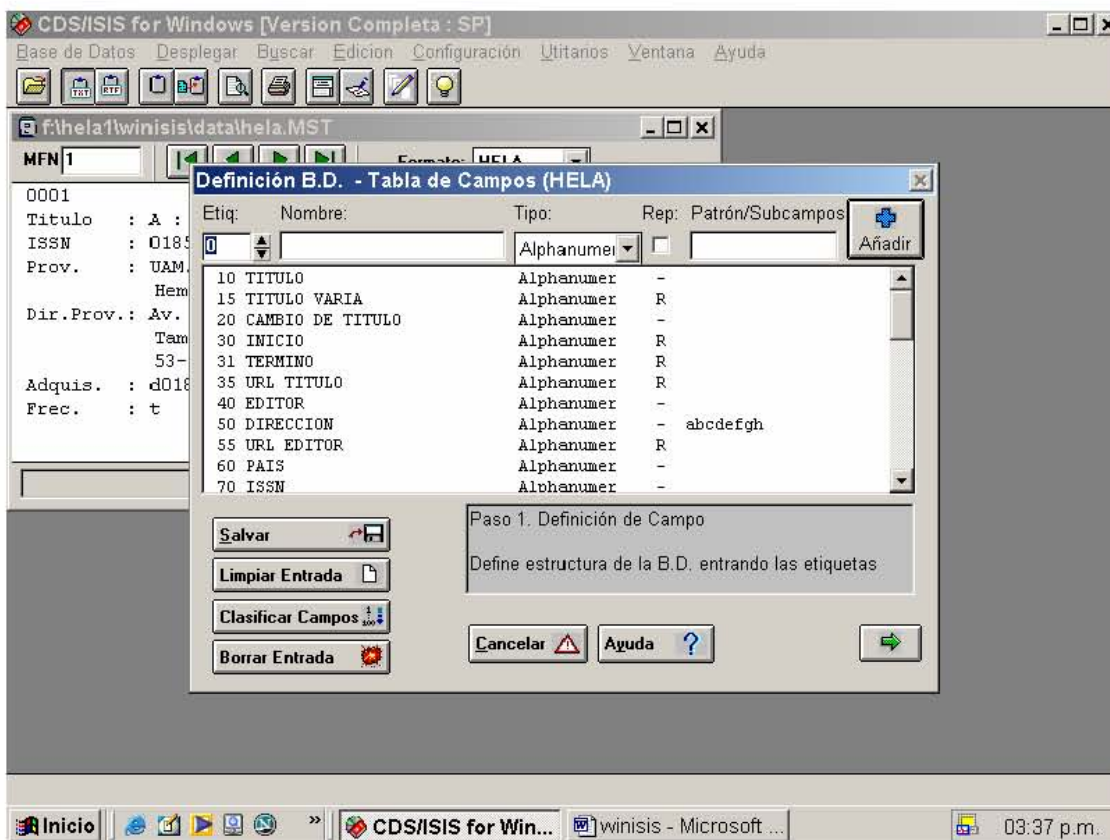 CDS/ISIS for Windows [Version Completa : SP]
Base de Datos Desplegar Buscar Edicion Configuración Utitarios Ventana Ayuda
TXT RTF
f:\hela1\winisis\data\hela.MST
MFN 1 Formato: HELA
0001
Titulo : A :
ISSN : 0185
Prov. : UAM.
Hem
Dir.Prov.: Av.
Tam
53-
Adquis. : d018
Frec. : t
Definición B.D. - Tabla de Campos (HELA)
Etiq: Nombre: Tipo: Rep: Patrón/Subcampos
0 Alphanumer Añadir
10 TITULO Alphanumer -
15 TITULO VARIA Alphanumer R
20 CAMBIO DE TITULO Alphanumer -
30 INICIO Alphanumer R
31 TERMINO Alphanumer R
35 URL TITULO Alphanumer R
40 EDITOR Alphanumer -
50 DIRECCION Alphanumer - abcdefgh
55 URL EDITOR Alphanumer R
60 PAIS Alphanumer -
70 ISSN Alphanumer -
Salvar
Limpiar Entrada
Clasificar Campos
Borrar Entrada
Paso 1. Definición de Campo
Define estructura de la B.D. entrando las etiquetas
Cancelar Ayuda ?
Inicio » CDS/ISIS for Win... winisis - Microsoft ... 03:37 p.m.